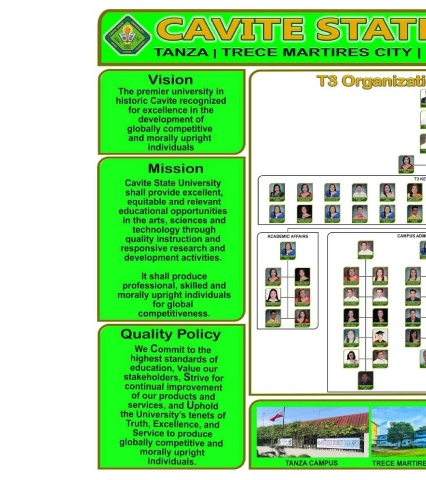 CAVITE STATE
TANZA | TRECE MARTIRES CITY |
Vision
The premier university in
historic Cavite recognized
for excellence in the
development of
globally competitive
and morally upright
individuals
Mission
Cavite State University
shall provide excellent,
equitable and relevant
educational opportunities
in the arts, sciences and
technology through
quality instruction and
responsive research and
development activities.
It shall produce
professional, skilled and
morally upright individuals
for global
competitiveness.
Quality Policy
We Commit to the
highest standards of
education, value our
stakeholders, Strive for
continual improvement
of our products and
services, and Uphold
the University's tenets of
Truth, Excellence, and
Service to produce
globally competitive and
morally upright
individuals.
T3 Organizati
T3 KE
ACADEMIC AFFAIRS
CAMPUS ADM
TANZA CAMPUS
TRECE MARTIRE